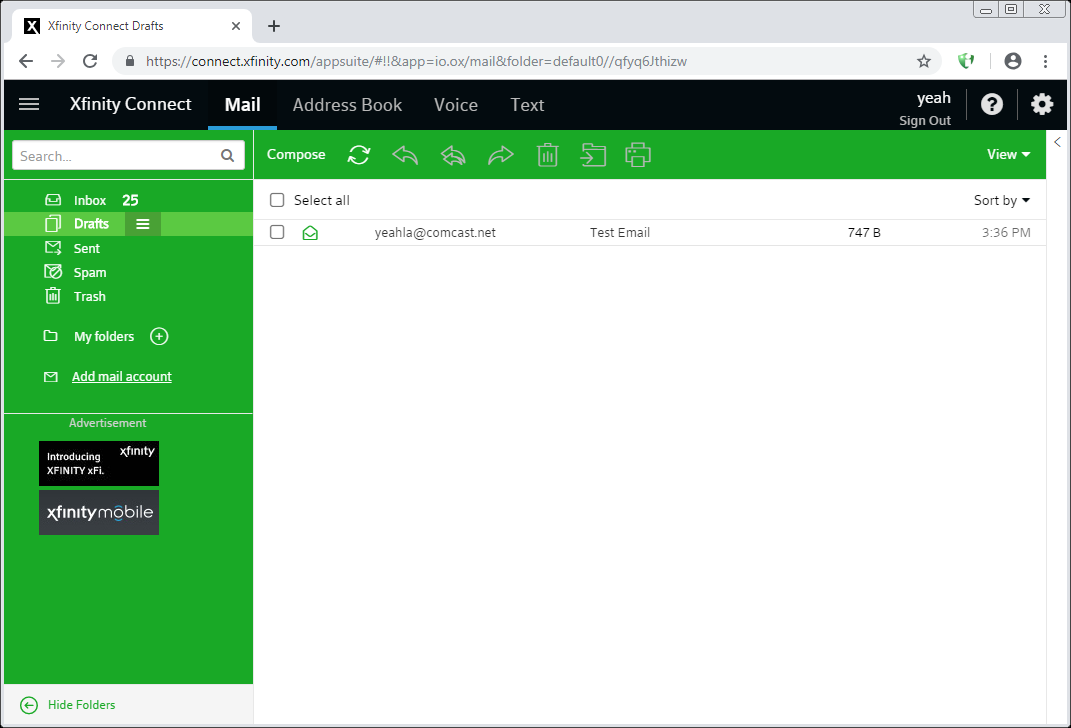 Xfinity Connect Drafts
https://connect.xfinity.com/appsuite/#!!&app=io.ox/mail&folder=default0//qfyq6Jthizw
Xfinity Connect Mail Address Book Voice Text
yeah
Sign Out
Search...
Compose
View
Inbox 25
Drafts
Sent
Spam
Trash
My folders
Add mail account
Advertisement
Introducing
XFINITY xFi.
xfinity
xfinity mobile
Hide Folders
Select all
Sort by
yeahla@comcast.net Test Email 747 B 3:36 PM